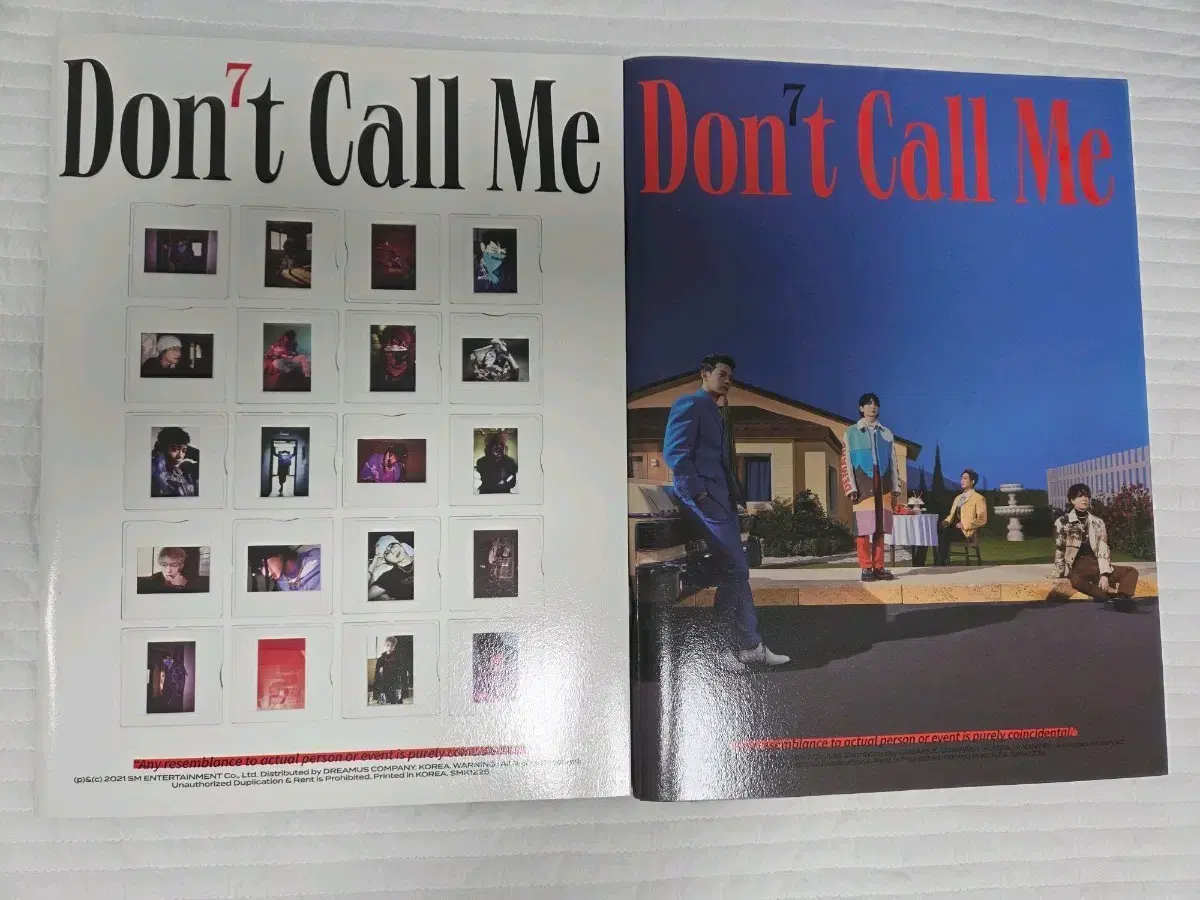 Don7t Call Me
"Any resemblance to actual person or event is purely coincidental."
(p)&(c) 2021 SM ENTERTAINMENT Co., Ltd. Distributed by DREAMUS COMPANY. KOREA. WARNING: All Rights Reserved.
Unauthorized Duplication & Rent is Prohibited. Printed in KOREA. SMK1225
Don7t Call Me
resemblance to actual person or event is purely coincidental."